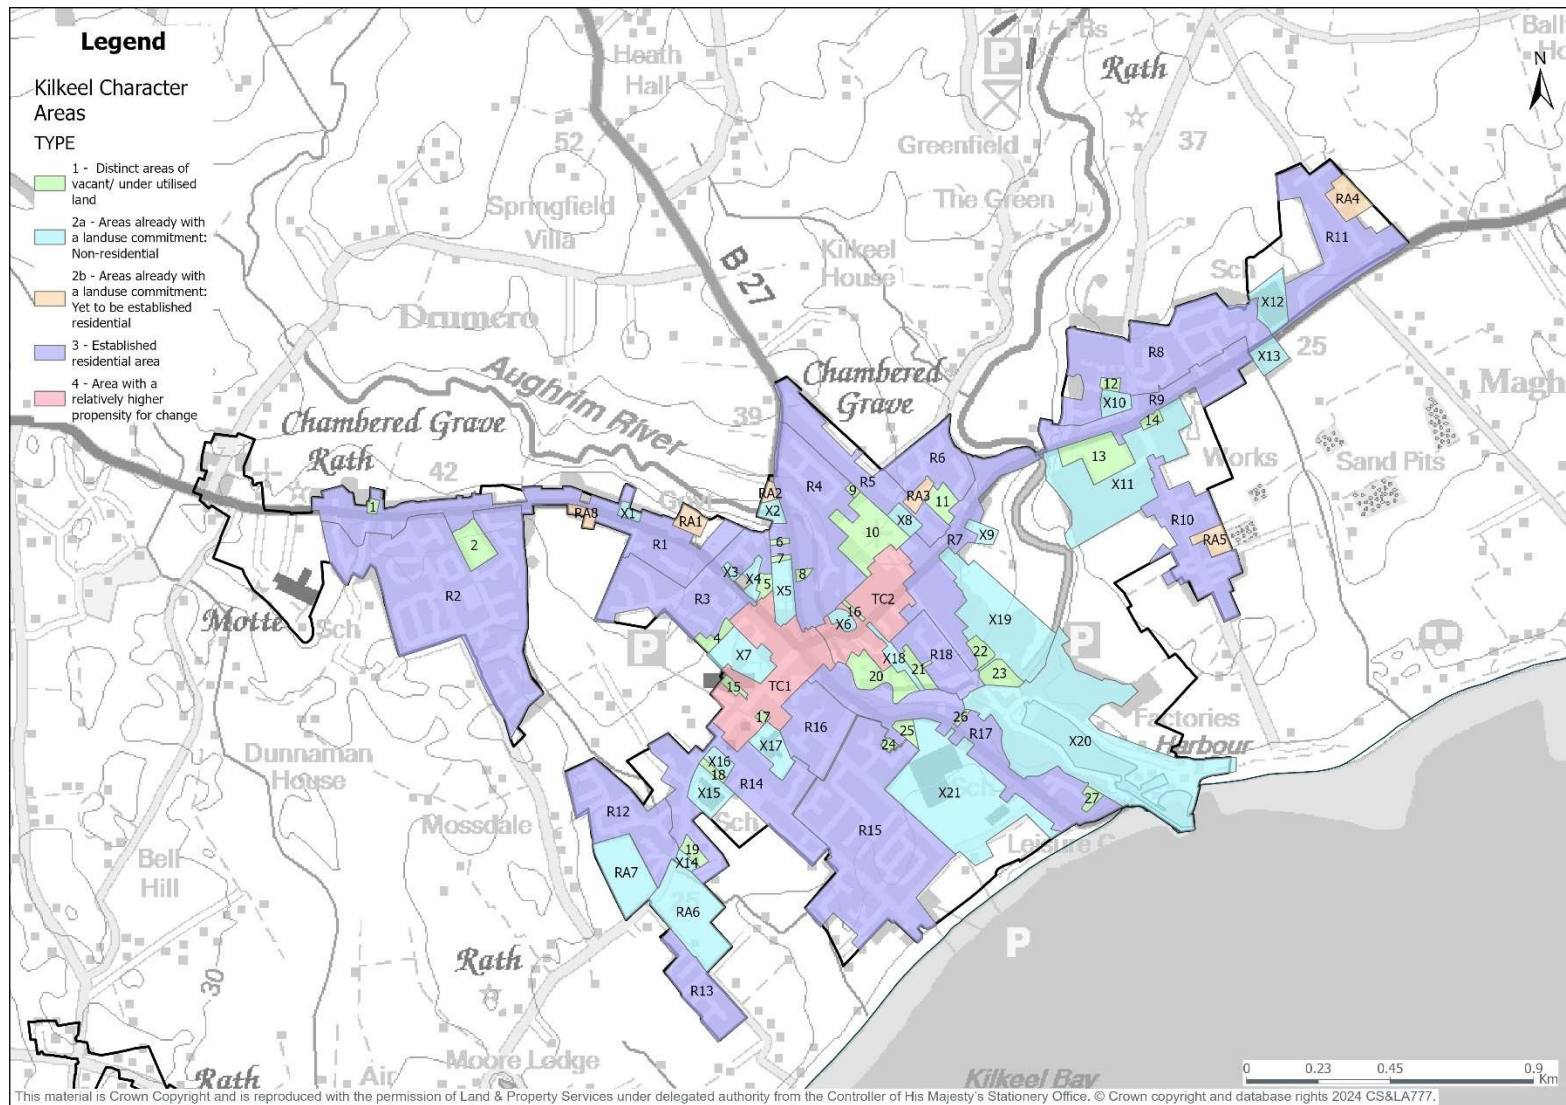 Legend
Kilkeel Character
Areas
TYPE
1 - Distinct areas of
vacant/ under utilised
land
2a - Areas already with
a landuse commitment:
Non-residential
2b - Areas already with
a landuse commitment:
Yet to be established
residential
3 - Established
residential area
4 - Area with a
relatively higher
propensity for change
Heath
Hall
P
FBs
Rath
N
52
Greenfield
37
Springfield
Villa
The Green
RA4
Kilkeel
House
R11
B 27
Sch
Drumcro
X12
Aughrim River
Chambered
Grave
R8
X13
25
39
12
X10
R9
Magh
Chambered Grave
Rath
42
14
R6
13
Works
Sand Pits
RA2
R4
9
R5
RA3
11
X11
1
RA8
X1
RA1
X2
X8
R10
2
R1
6
10
R7
X9
RA5
7
X3
X4
5
X5
8
R2
R3
TC2
16
X6
X19
Motte
Sch
4
P
X7
X18
21
R18
22
P
20
23
15
TC1
17
R16
26
Factories
Harbour
25
24
R17
X20
Dunnaman
House
X17
X16
18
R14
X15
Sch
X21
27
R12
Mossdale
R15
Sch
19
X14
Leisure C
Bell
Hill
RA7
25
RA6
Rath
P
30
R13
Moore Lodge
Air
Rath
Kilkeel Bay
0 0.23 0.45 0.9
Km
This material is Crown Copyright and is reproduced with the permission of Land & Property Services under delegated authority from the Controller of His Majesty's Stationery Office. © Crown copyright and database rights 2024 CS&LA777.